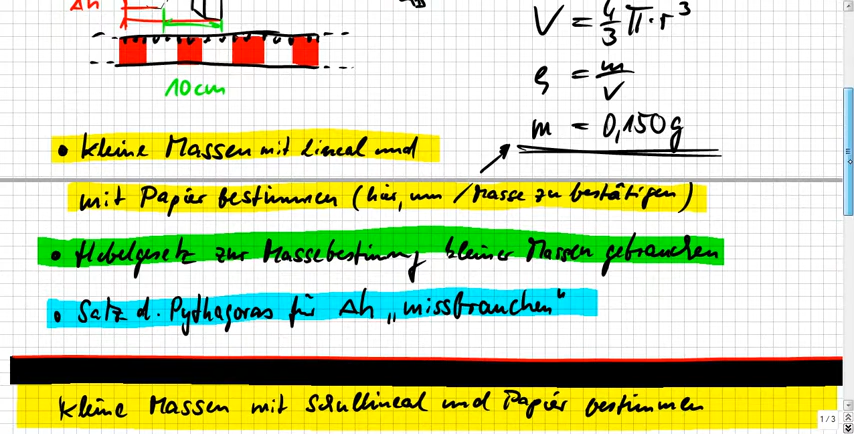 Δh
V = 4/3 π·r³
10cm
ρ = m/V
m = 0,150g
• kleine Massen mit Lineal und
mit Papier bestimmen (hier, um Masse zu bestätigen)
• Hebelgesetz zur Massebestimmung kleiner Massen gebrauchen
• Satz d. Pythagoras für Δh „missbrauchen"
Kleine Massen mit Schullineal und Papier bestimmen
1 / 3